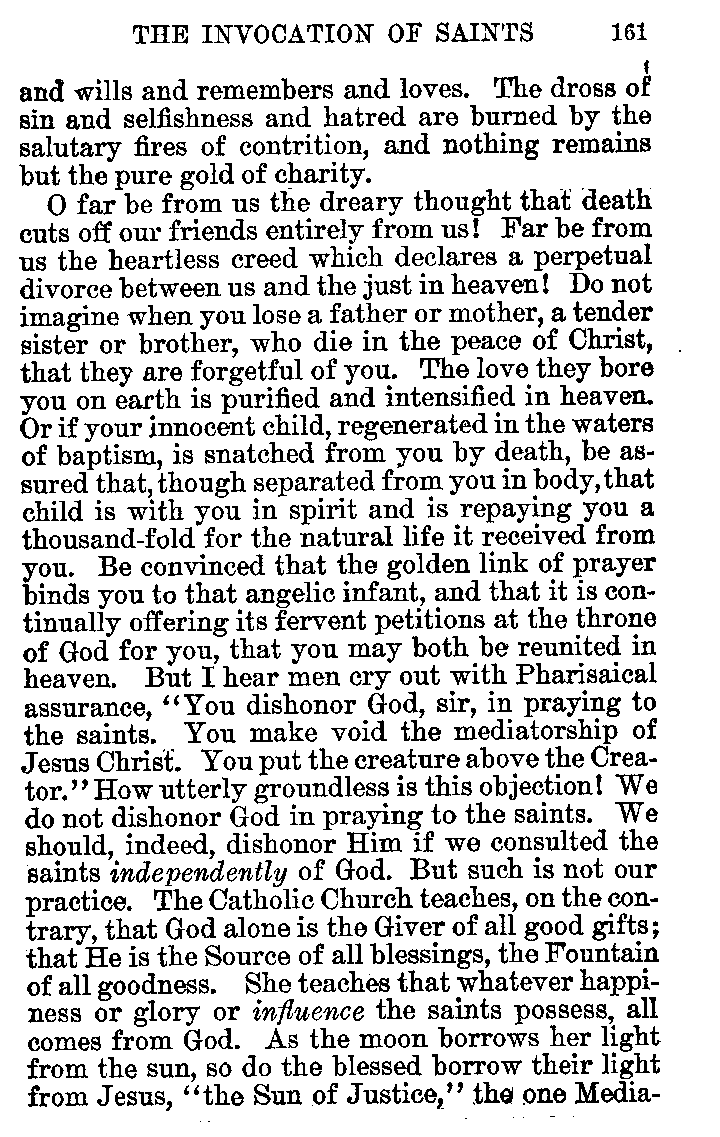 THE INVOCATION OF SAINTS 161
and wills and remembers and loves. The dross of
sin and selfishness and hatred are burned by the
salutary fires of contrition, and nothing remains
but the pure gold of charity.
O far be from us the dreary thought that death
cuts off our friends entirely from us! Far be from
us the heartless creed which declares a perpetual
divorce between us and the just in heaven! Do not
imagine when you lose a father or mother, a tender
sister or brother, who die in the peace of Christ,
that they are forgetful of you. The love they bore
you on earth is purified and intensified in heaven.
Or if your innocent child, regenerated in the waters
of baptism, is snatched from you by death, be as-
sured that, though separated from you in body, that
child is with you in spirit and is repaying you a
thousand-fold for the natural life it received from
you. Be convinced that the golden link of prayer
binds you to that angelic infant, and that it is con-
tinually offering its fervent petitions at the throne
of God for you, that you may both be reunited in
heaven. But I hear men cry out with Pharisaical
assurance, "You dishonor God, sir, in praying to
the saints. You make void the mediatorship of
Jesus Christ. You put the creature above the Crea-
tor." How utterly groundless is this objection! We
do not dishonor God in praying to the saints. We
should, indeed, dishonor Him if we consulted the
saints independently of God. But such is not our
practice. The Catholic Church teaches, on the con-
trary, that God alone is the Giver of all good gifts;
that He is the Source of all blessings, the Fountain
of all goodness. She teaches that whatever happi-
ness or glory or influence the saints possess, all
comes from God. As the moon borrows her light
from the sun, so do the blessed borrow their light
from Jesus, "the Sun of Justice," the one Media-